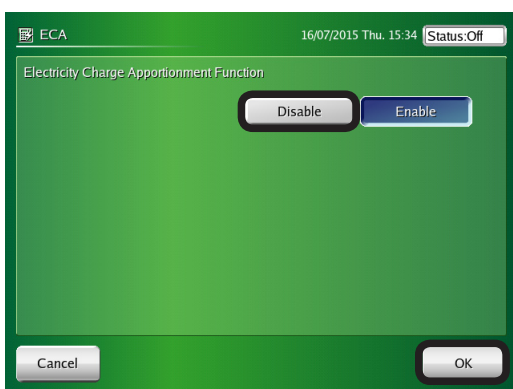 ECA 16/07/2015 Thu. 15:34 Status:Off
Electricity Charge Apportionment Function
Disable Enable
Cancel OK